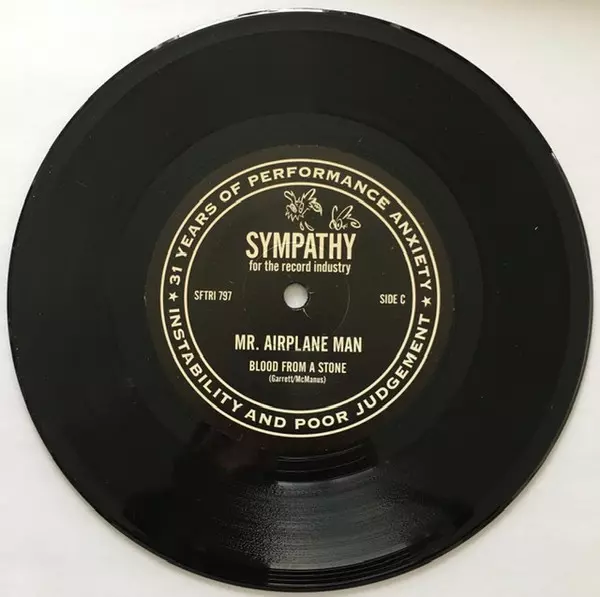 ★ 31 YEARS OF PERFORMANCE ANXIETY ★
SYMPATHY
for the record industry
SFTRI 797
SIDE C
MR. AIRPLANE MAN
BLOOD FROM A STONE
(Garrett/McManus)
INSTABILITY AND POOR JUDGEMENT